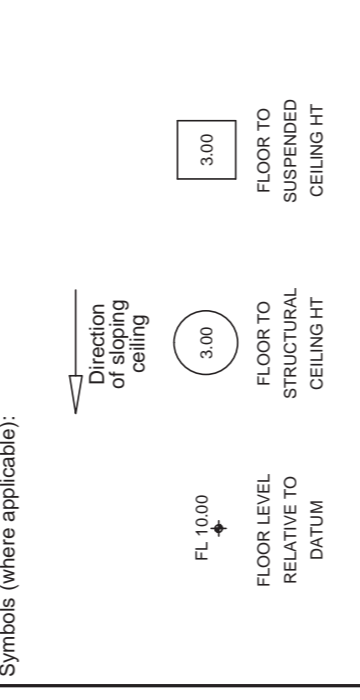 Symbols (where applicable):
Direction
of sloping
ceiling
FL 10.00
FLOOR LEVEL
RELATIVE TO
DATUM
3.00
FLOOR TO
STRUCTURAL
CEILING HT
3.00
FLOOR TO
SUSPENDED
CEILING HT